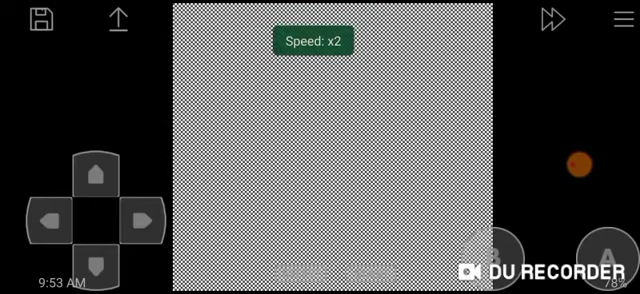 Speed: x2
B
A
9:53 AM
DU RECORDER
78%